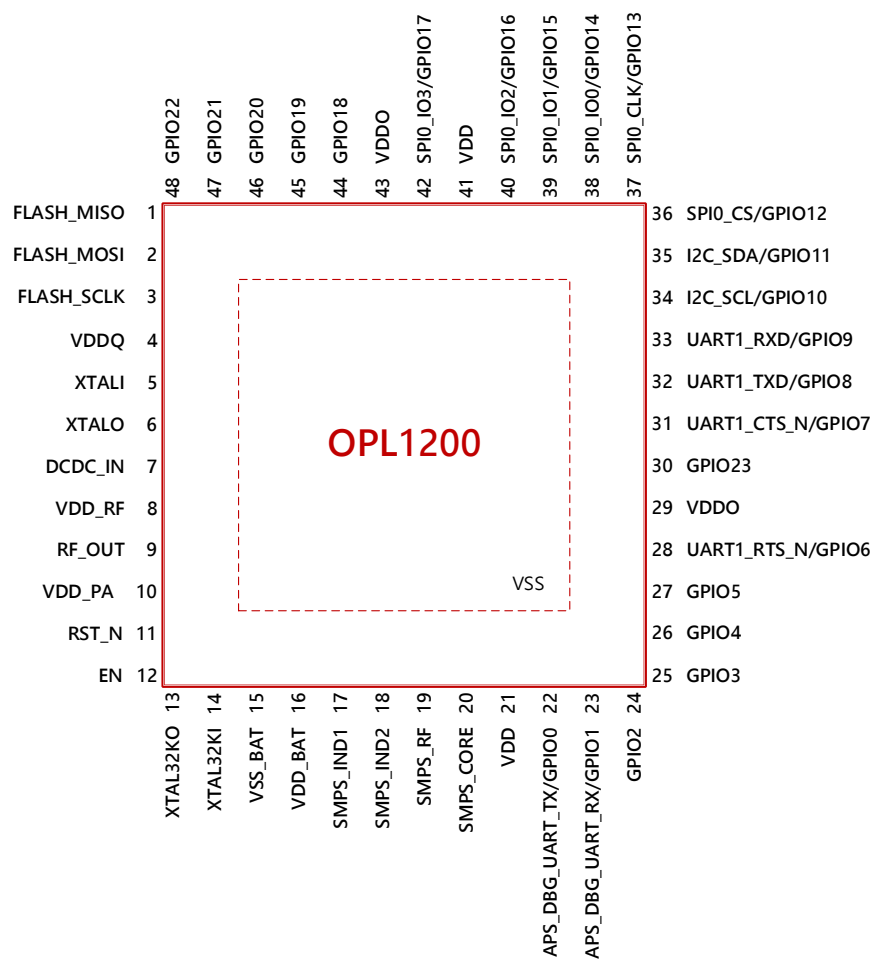 48 GPIO22
47 GPIO21
46 GPIO20
45 GPIO19
44 GPIO18
43 VDDO
42 SPI0_IO3/GPIO17
41 VDD
40 SPI0_IO2/GPIO16
39 SPI0_IO1/GPIO15
38 SPI0_IO0/GPIO14
37 SPI0_CLK/GPIO13
FLASH_MISO 1
FLASH_MOSI 2
FLASH_SCLK 3
VDDQ 4
XTALI 5
XTALO 6
DCDC_IN 7
VDD_RF 8
RF_OUT 9
VDD_PA 10
RST_N 11
EN 12
OPL1200
VSS
36 SPI0_CS/GPIO12
35 I2C_SDA/GPIO11
34 I2C_SCL/GPIO10
33 UART1_RXD/GPIO9
32 UART1_TXD/GPIO8
31 UART1_CTS_N/GPIO7
30 GPIO23
29 VDDO
28 UART1_RTS_N/GPIO6
27 GPIO5
26 GPIO4
25 GPIO3
XTAL32KO 13
XTAL32KI 14
VSS_BAT 15
VDD_BAT 16
SMPS_IND1 17
SMPS_IND2 18
SMPS_RF 19
SMPS_CORE 20
VDD 21
APS_DBG_UART_TX/GPIO0 22
APS_DBG_UART_RX/GPIO1 23
GPIO2 24